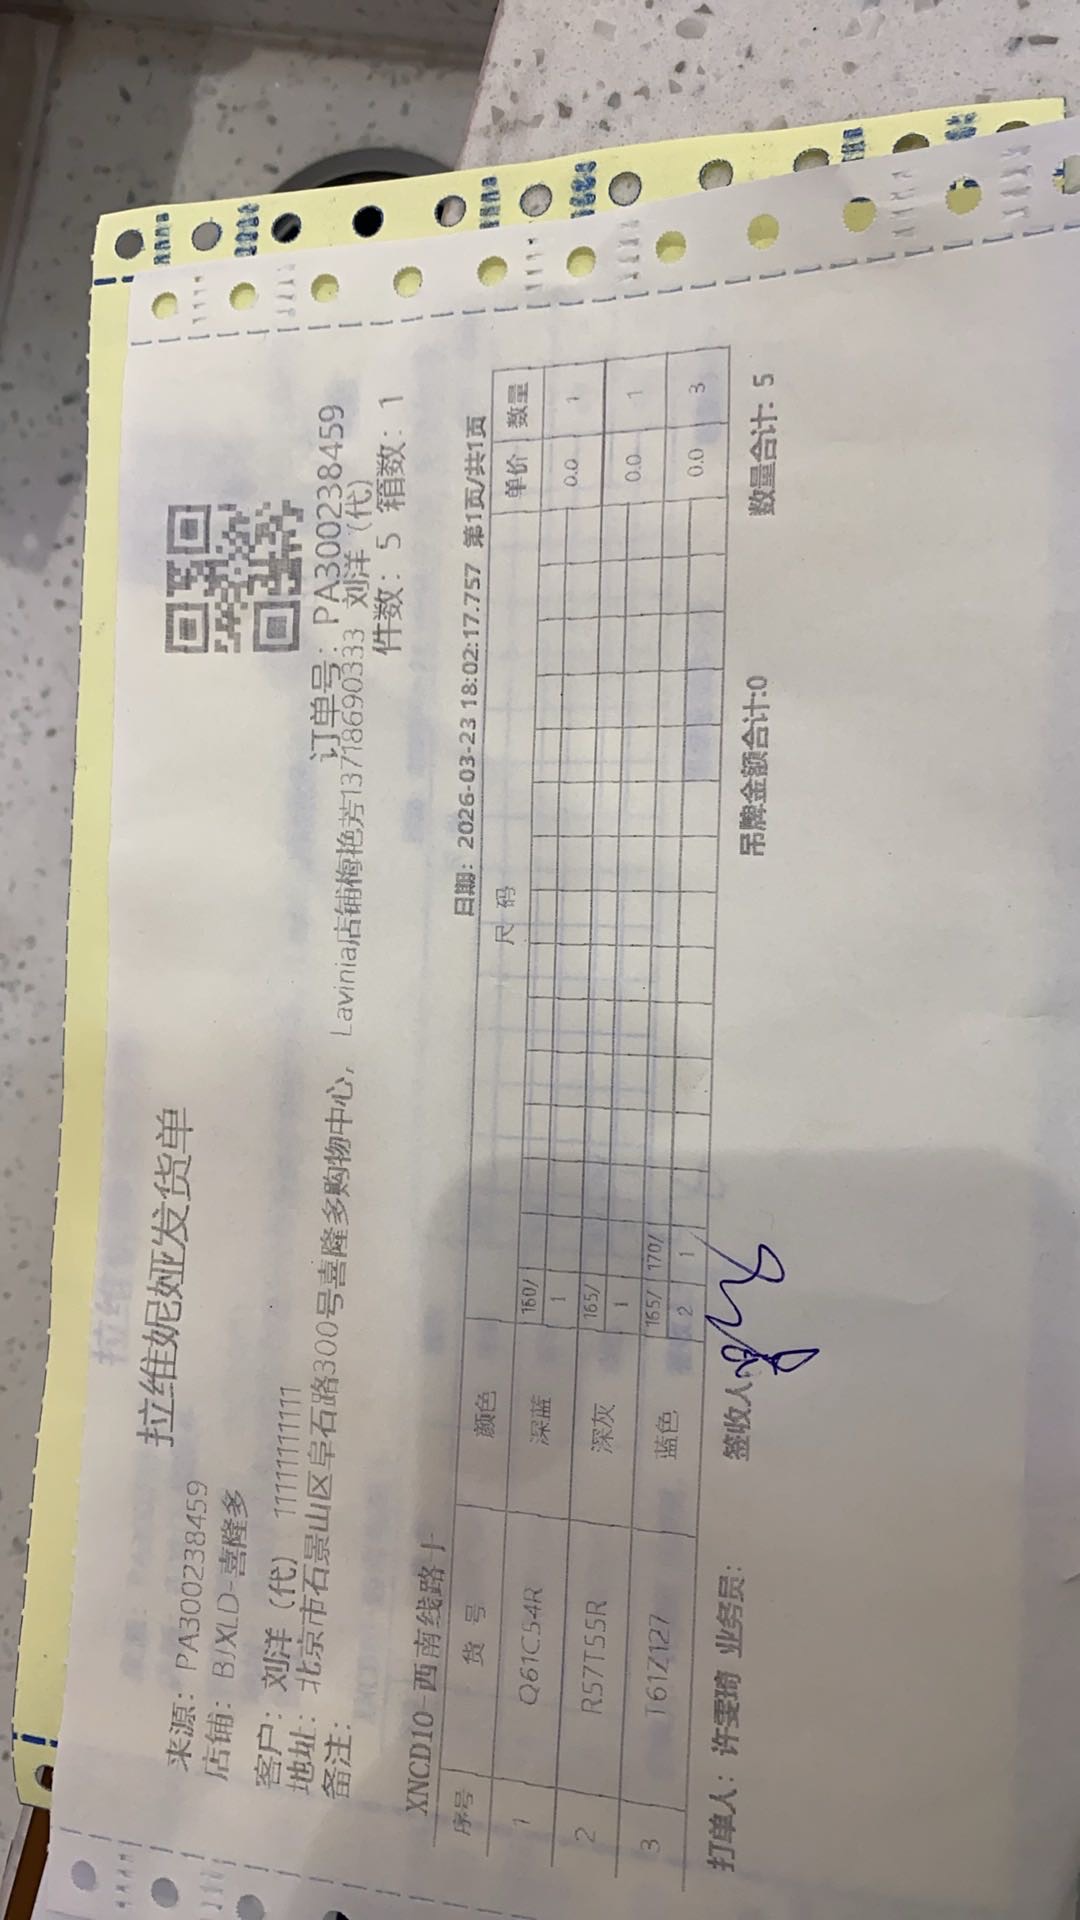 拉维妮娅发货单
来源: PA300238459
店铺: BJXLD-喜隆多
订单号: PA300238459
客户: 刘洋 (代) 11111111111
地址: 北京市石景山区阜石路300号喜隆多购物中心, Lavinia店铺梅艳芳13718690333 刘洋 (代)
备注:
件数: 5 箱数: 1
XNCD10-西南线路
日期: 2026-03-23 18:02:17.757 第1页/共1页
序号 货 号 颜色 尺 码 单价 数量
1 Q61C54R 深蓝 160/ 0.0 1
1
2 R57T55R 深灰 165/ 0.0 1
1
3 T61Z127 蓝色 165/ 170/ 0.0 3
2 1
打单人: 许雯琦 业务员: 签收人: 吊牌金额合计:0 数量合计: 5